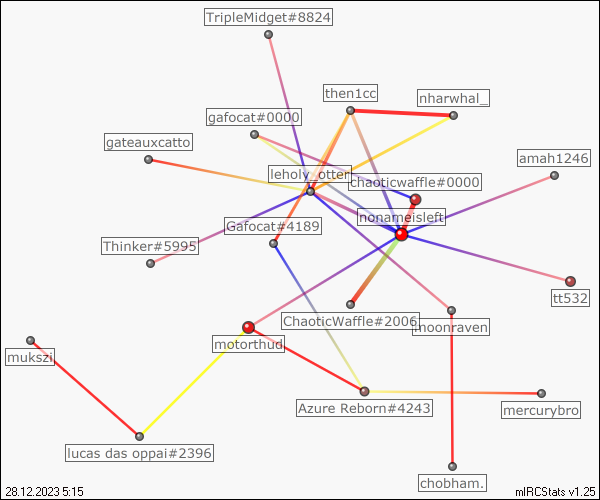 TripleMidget#8824
then1cc
nharwhal_
gafocat#0000
gateauxcatto
amah1246
leholy_otter
chaoticwaffle#0000
nonameisleft
Gafocat#4189
Thinker#5995
tt532
ChaoticWaffle#2006
moonraven
motorthud
mukszi
Azure Reborn#4243
mercurybro
lucas das oppai#2396
chobham.
28.12.2023 5:15
mIRCStats v1.25